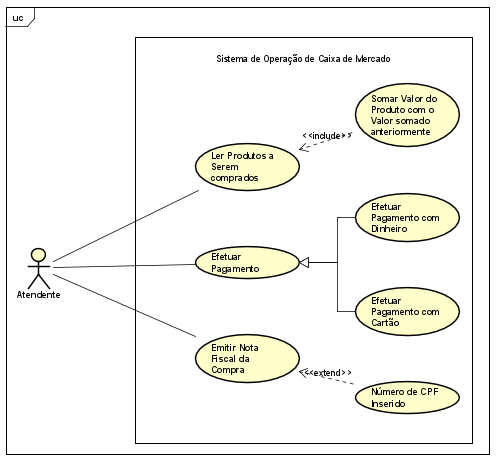 uc
Sistema de Operação de Caixa de Mercado
Somar Valor do
Produto com o
Valor somado
anteriormente
<<include>>
Ler Produtos a
Serem
comprados
Efetuar
Pagamento com
Dinheiro
Efetuar
Pagamento
Atendente
Efetuar
Pagamento com
Cartão
Emitir Nota
Fiscal da
Compra
<<extend>>
Número de CPF
Inserido